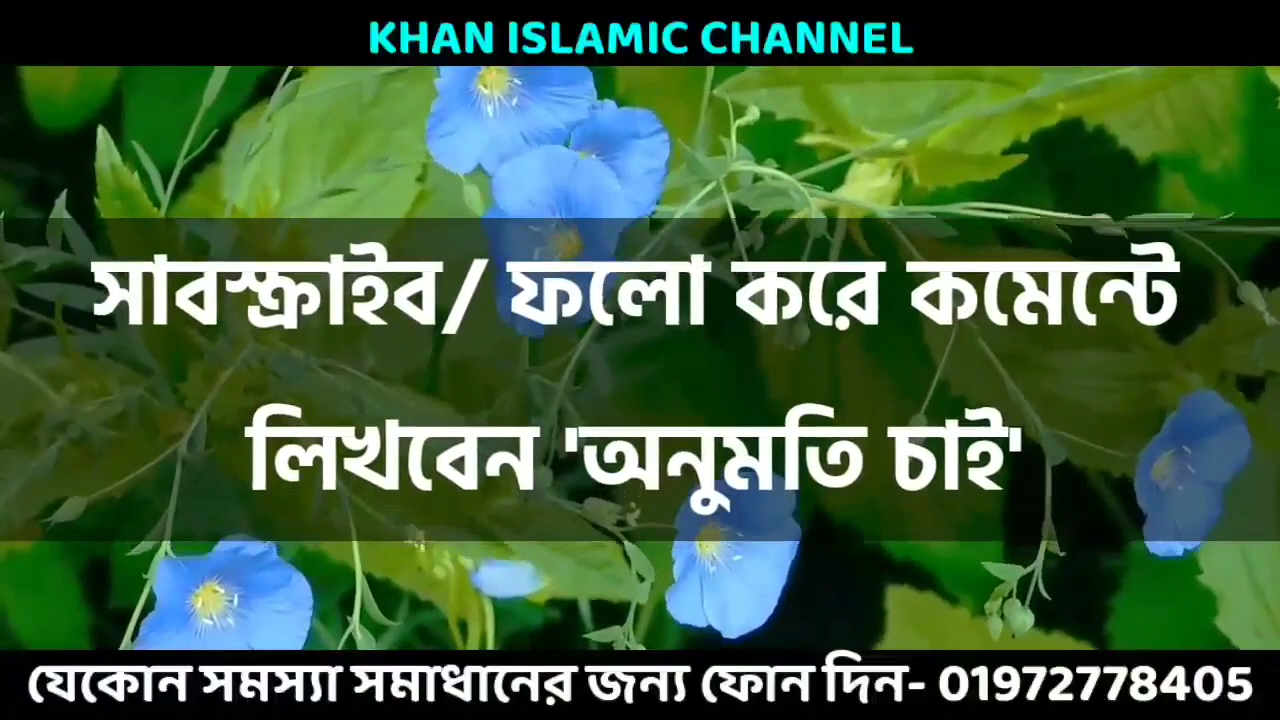 KHAN ISLAMIC CHANNEL
সাবস্ক্রাইব/ ফলো করে কমেন্টে
লিখবেন 'অনুমতি চাই'
যেকোন সমস্যা সমাধানের জন্য ফোন দিন- 01972778405